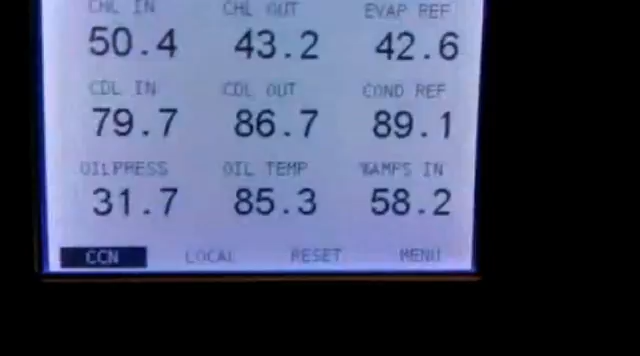 CHL IN CHL OUT EVAP REF
50.4 43.2 42.6
CDL IN CDL OUT COND REF
79.7 86.7 89.1
OILPRESS OIL TEMP %AMPS IN
31.7 85.3 58.2
CCN LOCAL RESET MENU